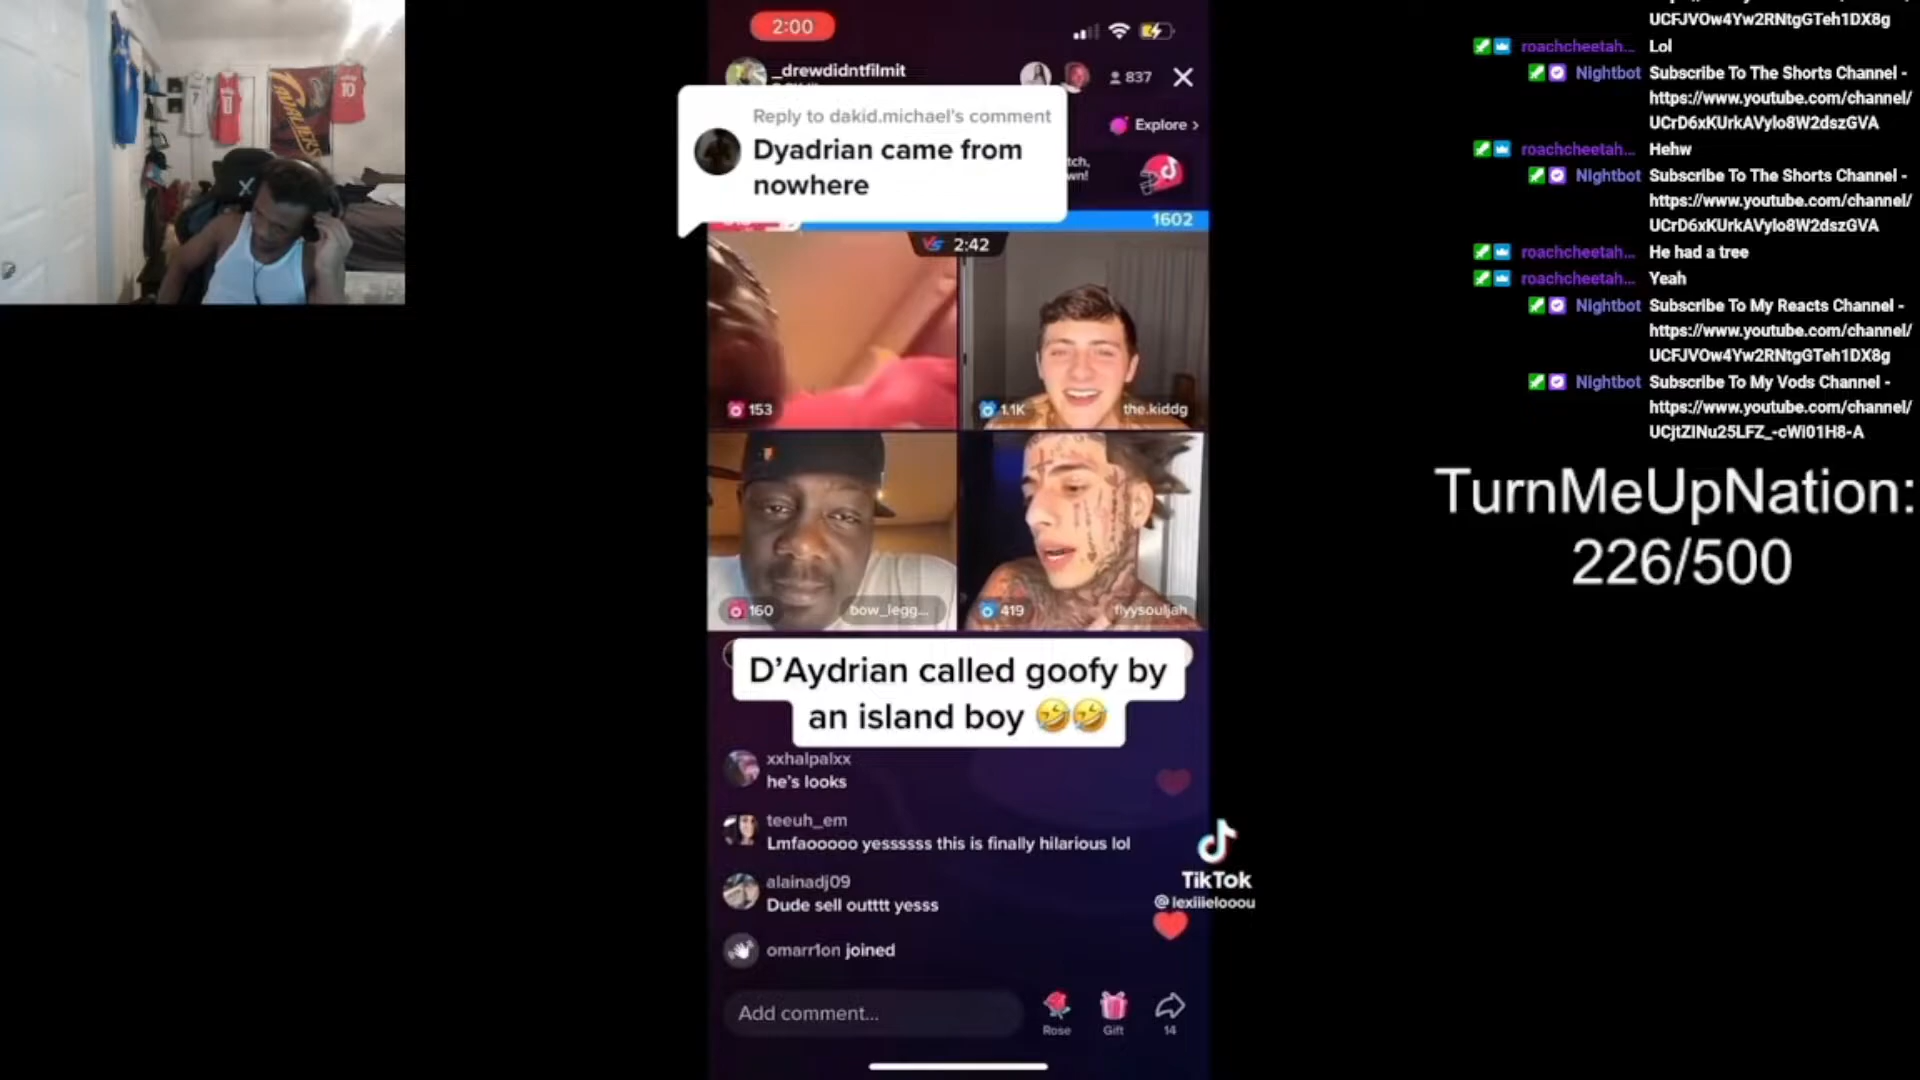 2:00
_drewdidntfilmit
837
Reply to dakid.michael's comment
Dyadrian came from
nowhere
Explore >
tch,
wn!
1602
VS 2:42
153
1.1K
the.kiddg
160
bow_legg...
419
flyysouljah
D'Aydrian called goofy by
an island boy 🤣🤣
xxhalpalxx
he's looks
teeuh_em
Lmfaooooo yessssss this is finally hilarious lol
alainadj09
Dude sell outttt yesss
omarr1on joined
TikTok
@lexiiielooou
Add comment...
Rose
Gift
14
UCFJVOw4Yw2RNtgGTeh1DX8g
roachcheetah... Lol
Nightbot Subscribe To The Shorts Channel -
https://www.youtube.com/channel/
UCrD6xKUrkAVylo8W2dszGVA
roachcheetah... Hehw
Nightbot Subscribe To The Shorts Channel -
https://www.youtube.com/channel/
UCrD6xKUrkAVylo8W2dszGVA
roachcheetah... He had a tree
roachcheetah... Yeah
Nightbot Subscribe To My Reacts Channel -
https://www.youtube.com/channel/
UCFJVOw4Yw2RNtgGTeh1DX8g
Nightbot Subscribe To My Vods Channel -
https://www.youtube.com/channel/
UCjtZINu25LFZ_-cWi01H8-A
TurnMeUpNation:
226/500
CAVALIERS
10